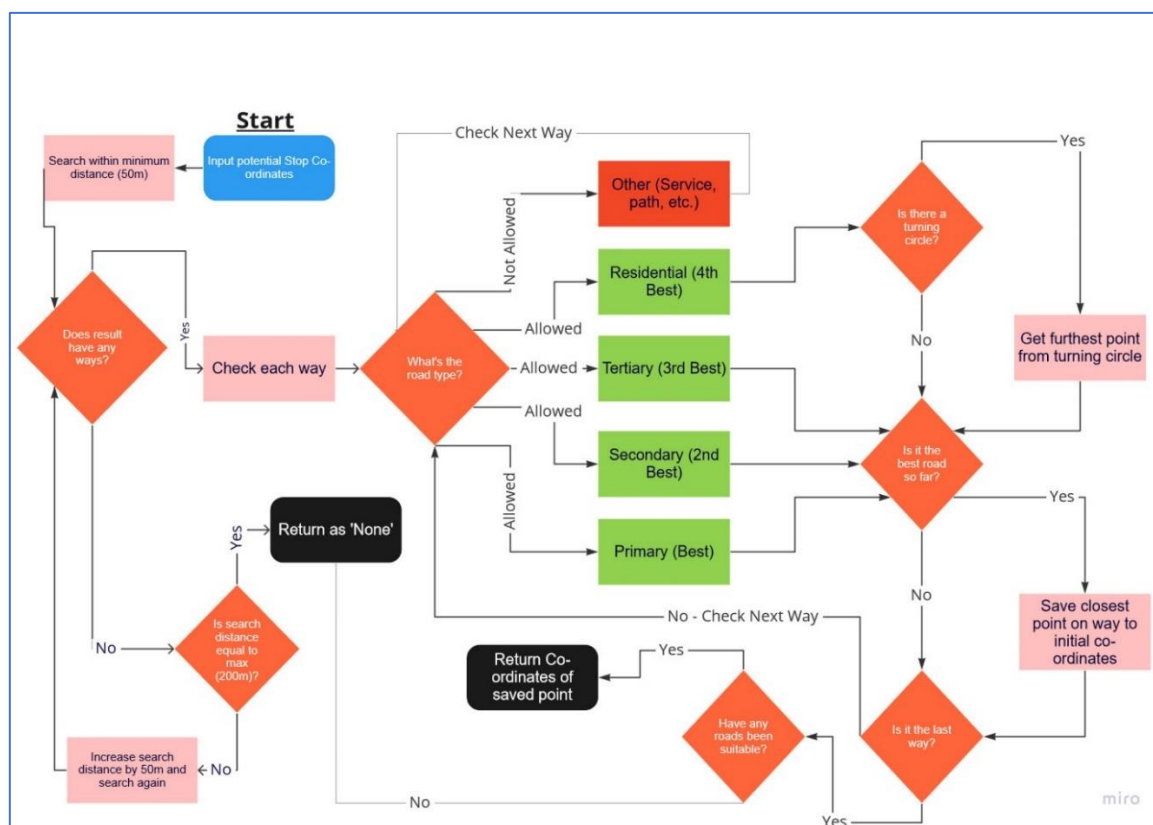 Start
Input potential Stop Co-
ordinates
Search within minimum
distance (50m)
Does result
have any
ways?
Yes
Check each way
What's the
road type?
Check Next Way
Not Allowed
Other (Service,
path, etc.)
Allowed
Residential (4th
Best)
Allowed
Tertiary (3rd Best)
Allowed
Secondary (2nd
Best)
Allowed
Primary (Best)
Is there a
turning
circle?
Yes
No
Get furthest point
from turning circle
Is it the
best road
so far?
Yes
No
Save closest
point on way to
initial co-
ordinates
Is it the last
way?
No - Check Next Way
Yes
Have any
roads been
suitable?
Yes
Return Co-
ordinates of
saved point
No
Return as 'None'
Yes
Is search
distance
equal to
max
(200m)?
No
No
Increase search
distance by 50m and
search again
miro